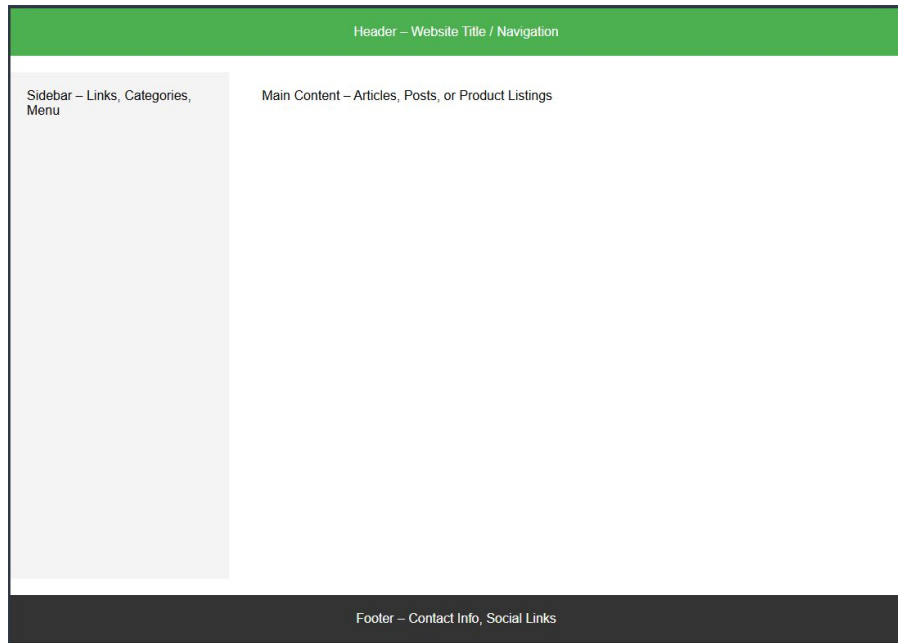 Header – Website Title / Navigation
Sidebar – Links, Categories,
Menu
Main Content – Articles, Posts, or Product Listings
Footer – Contact Info, Social Links